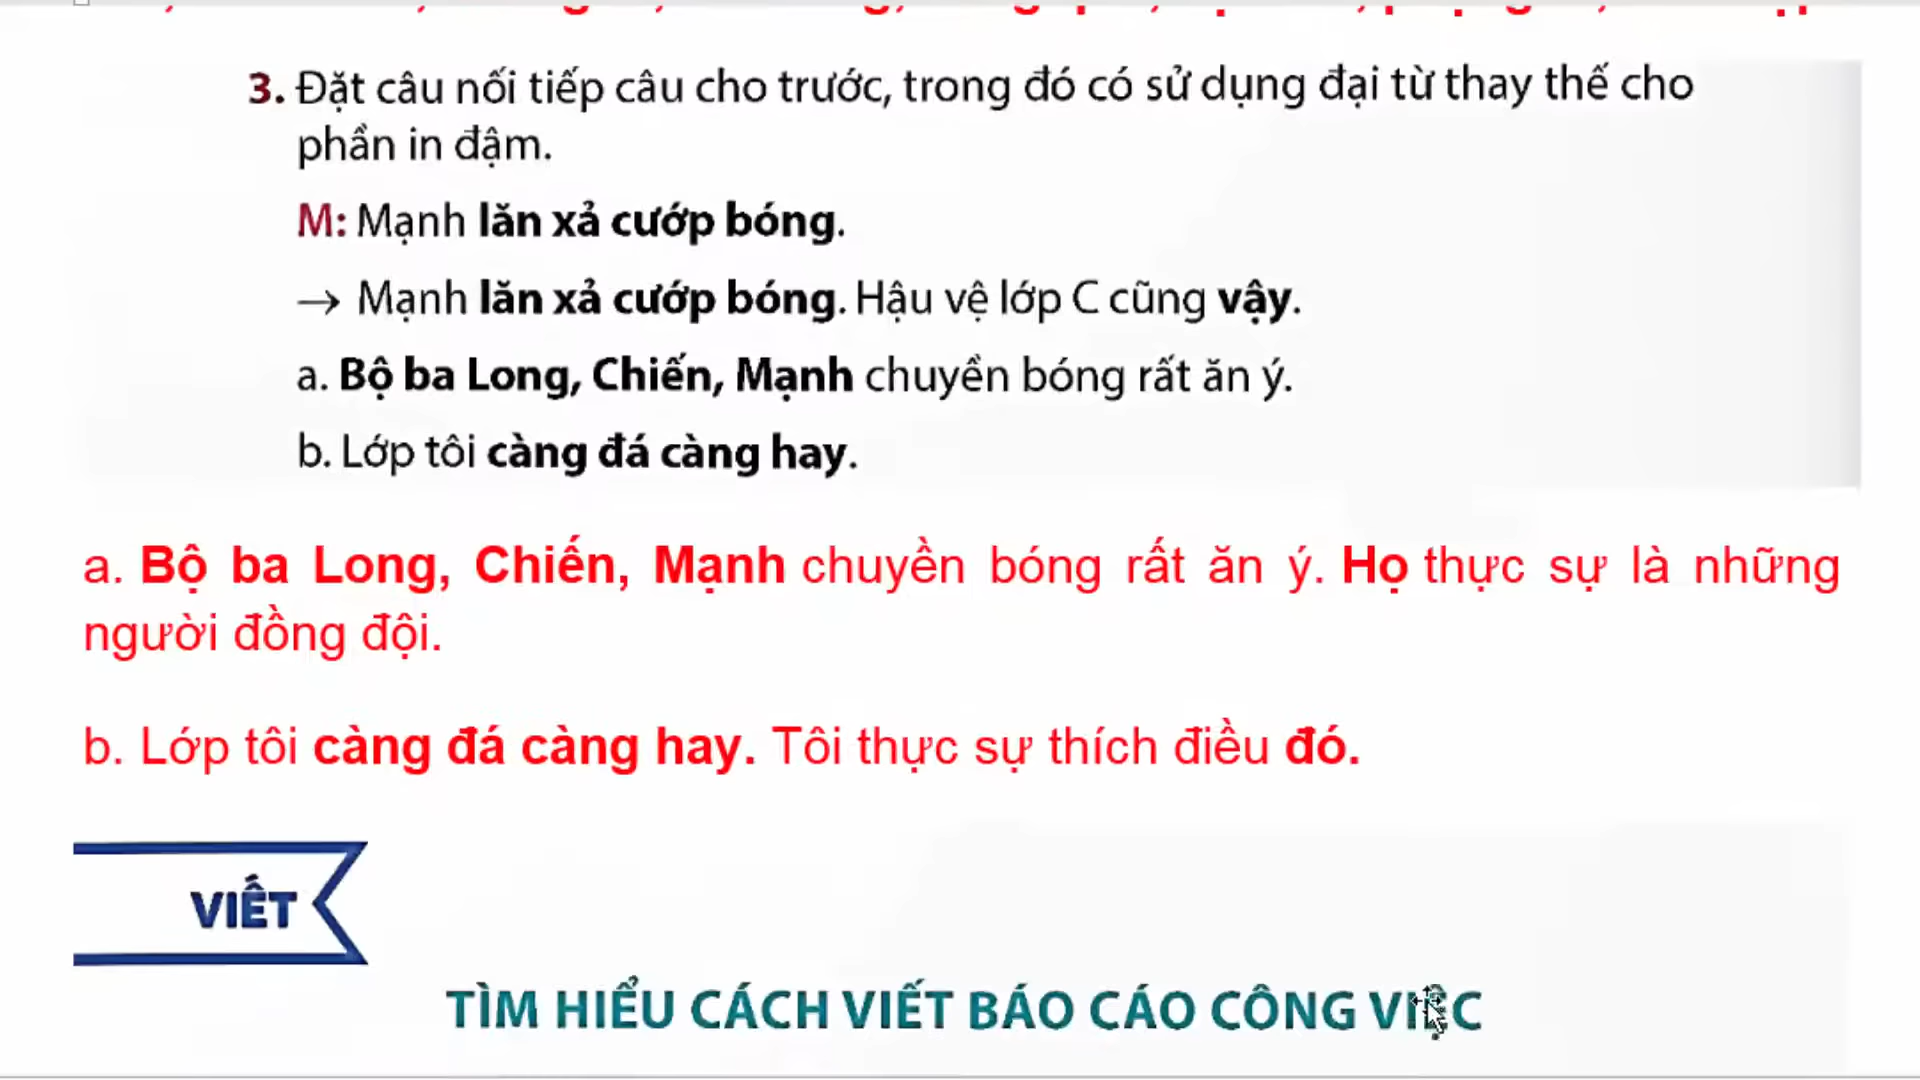 3. Đặt câu nối tiếp câu cho trước, trong đó có sử dụng đại từ thay thế cho
phần in đậm.
M: Mạnh lăn xả cướp bóng.
→ Mạnh lăn xả cướp bóng. Hậu vệ lớp C cũng vậy.
a. Bộ ba Long, Chiến, Mạnh chuyền bóng rất ăn ý.
b. Lớp tôi càng đá càng hay.
a. Bộ ba Long, Chiến, Mạnh chuyền bóng rất ăn ý. Họ thực sự là những
người đồng đội.
b. Lớp tôi càng đá càng hay. Tôi thực sự thích điều đó.
VIẾT
TÌM HIỂU CÁCH VIẾT BÁO CÁO CÔNG VIỆC